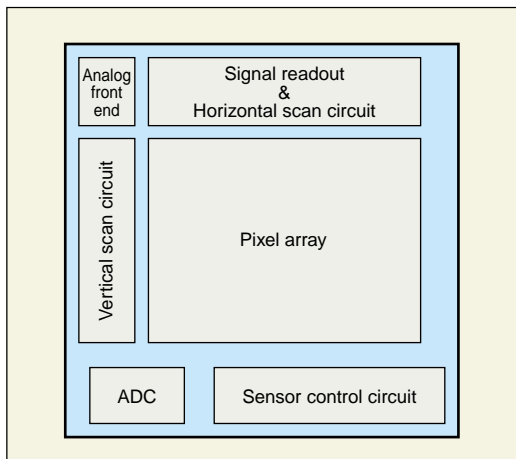 Analog
front
end
Signal readout
&
Horizontal scan circuit
Vertical scan circuit
Pixel array
ADC
Sensor control circuit